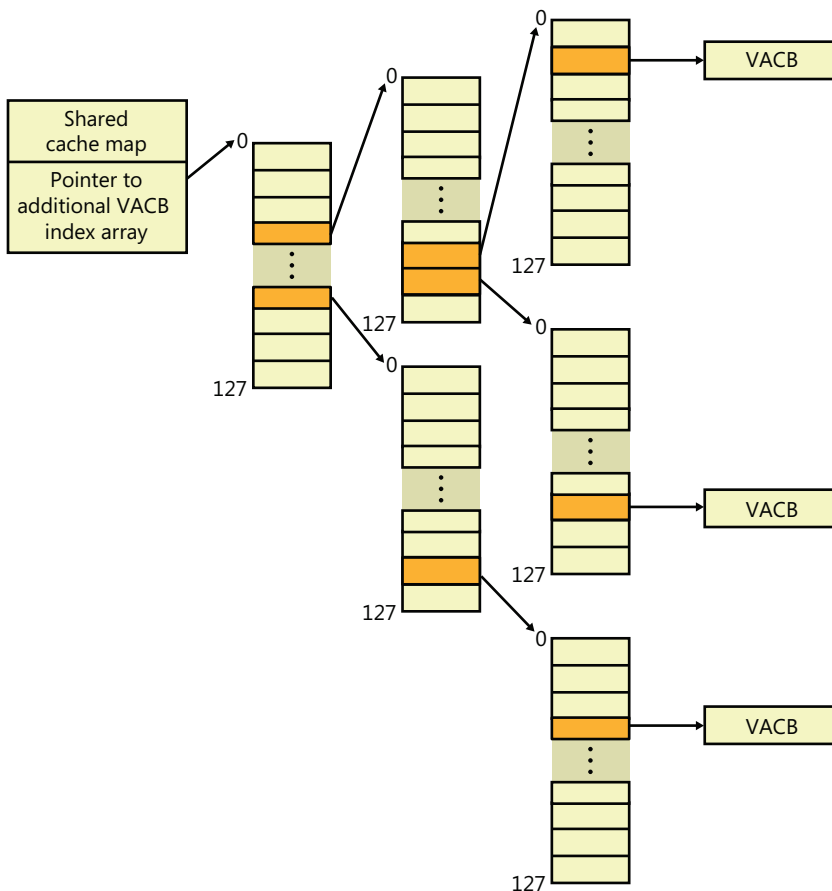 Shared
cache map
Pointer to
additional VACB
index array
0
127
0
127
0
127
0
127
0
127
0
127
VACB
VACB
VACB